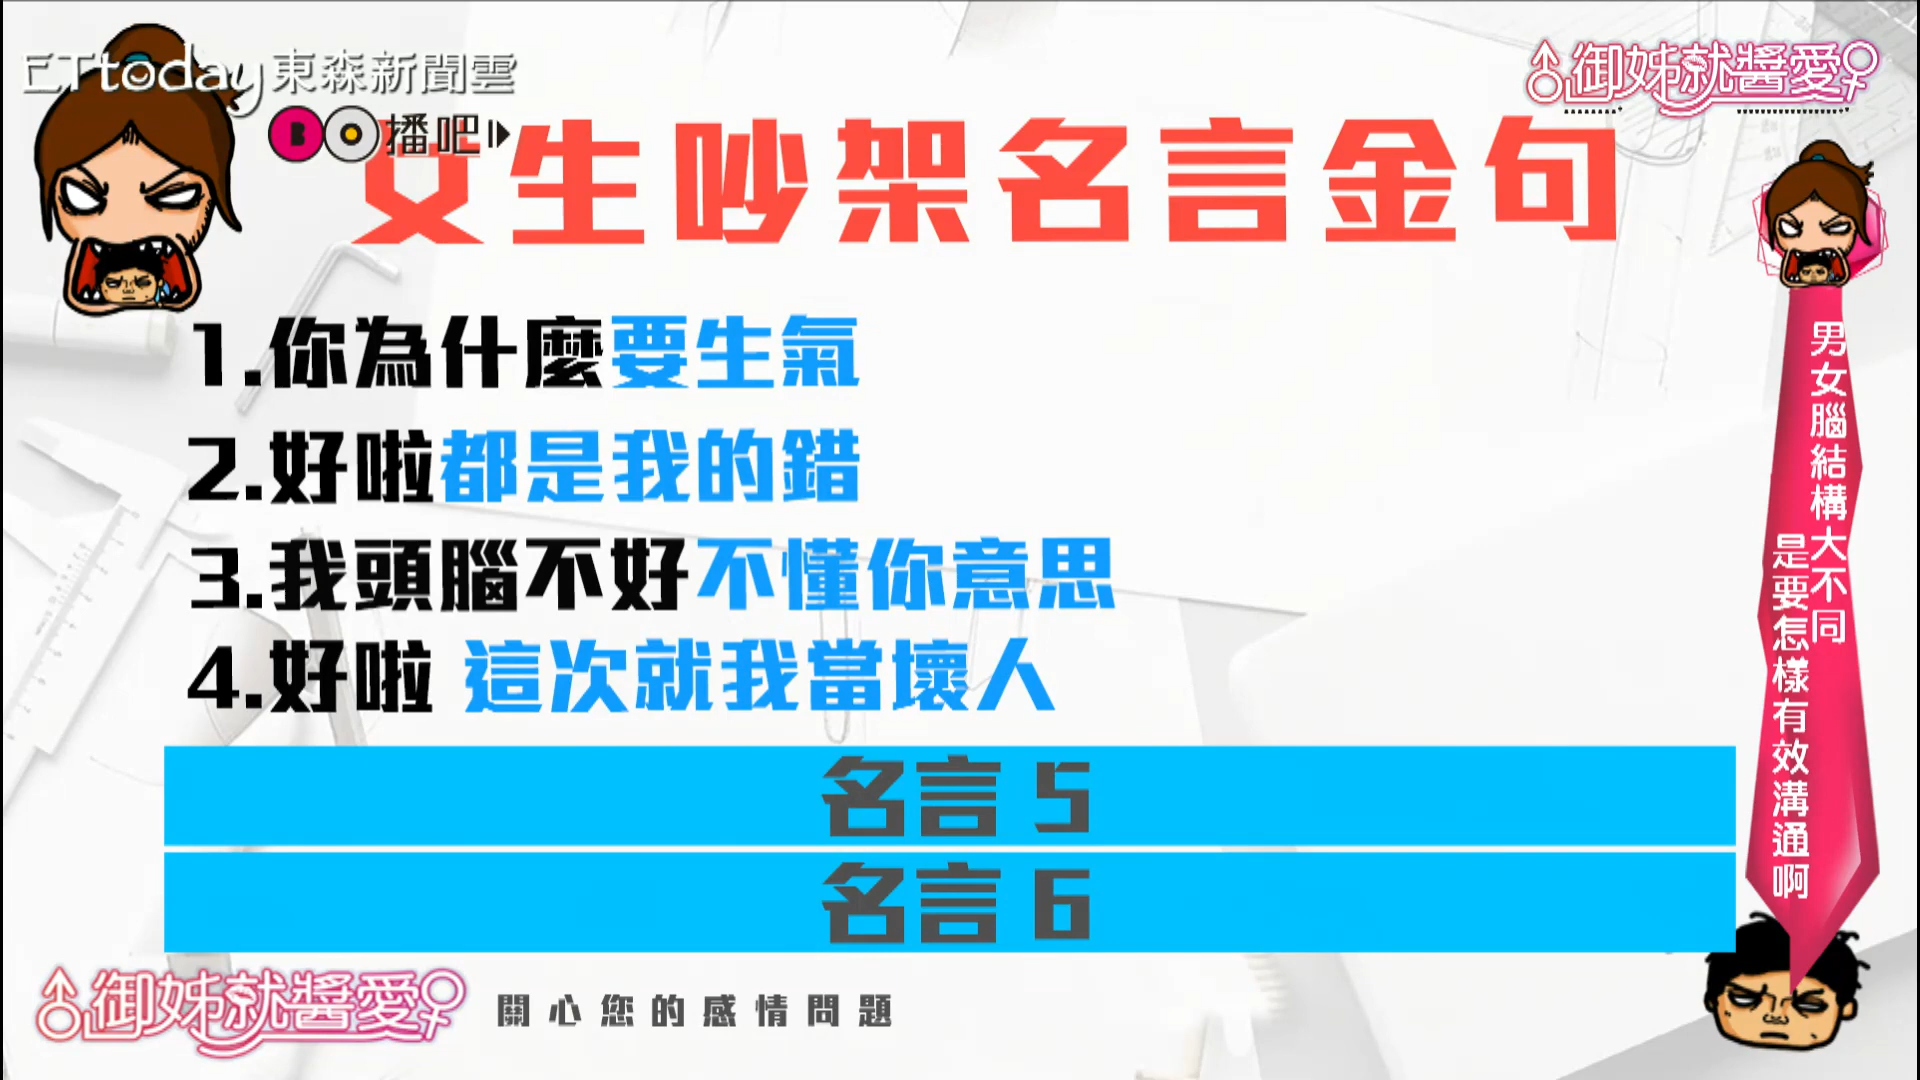 ETtoday東森新聞雲
BO播吧
御姊就醬愛
女生吵架名言金句
1.你為什麼要生氣
2.好啦都是我的錯
3.我頭腦不好不懂你意思
4.好啦 這次就我當壞人
名言5
名言6
男女腦結構大不同
是要怎樣有效溝通啊
御姊就醬愛
關心您的感情問題